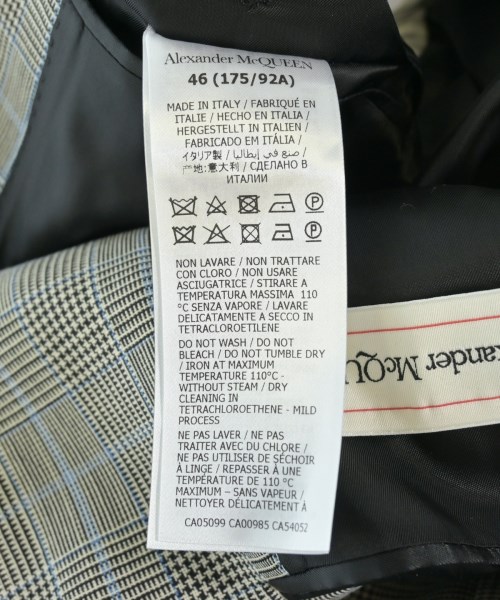 Alexander McQUEEN
46 (175/92A)
MADE IN ITALY / FABRIQUÉ EN
ITALIE / HECHO EN ITALIA /
HERGESTELLT IN ITALIEN /
FABRICADO EM ITÁLIA /
イタリア製 / صنع في إيطاليا /
产地:意大利 / СДЕЛАНО В
ИТАЛИИ
NON LAVARE / NON TRATTARE
CON CLORO / NON USARE
ASCIUGATRICE / STIRARE A
TEMPERATURA MASSIMA 110
°C SENZA VAPORE / LAVARE
DELICATAMENTE A SECCO IN
TETRACLOROETILENE
DO NOT WASH / DO NOT
BLEACH / DO NOT TUMBLE DRY
/ IRON AT MAXIMUM
TEMPERATURE 110°C -
WITHOUT STEAM / DRY
CLEANING IN
TETRACHLOROETHENE - MILD
PROCESS
NE PAS LAVER / NE PAS
TRAITER AVEC DU CHLORE /
NE PAS UTILISER DE SÉCHOIR
À LINGE / REPASSER À UNE
TEMPÉRATURE DE 110 °C
MAXIMUM – SANS VAPEUR /
NETTOYER DÉLICATEMENT À
CA05099 CA00985 CA54052
exander McQU